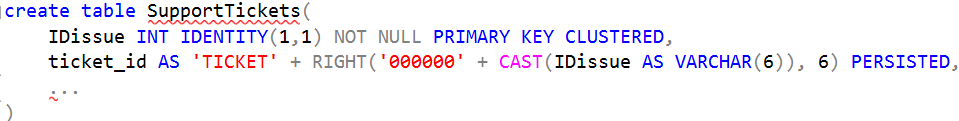 create table SupportTickets(
IDissue INT IDENTITY(1,1) NOT NULL PRIMARY KEY CLUSTERED,
ticket_id AS 'TICKET' + RIGHT('000000' + CAST(IDissue AS VARCHAR(6)), 6) PERSISTED,
...
)